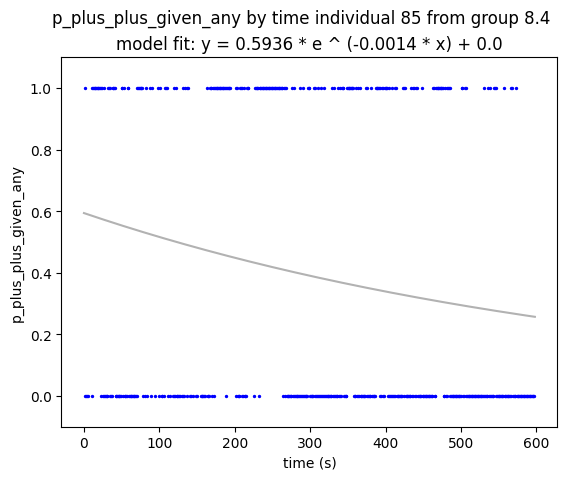 p_plus_plus_given_any by time individual 85 from group 8.4
model fit: y = 0.5936 * e ^ (-0.0014 * x) + 0.0
1.0
0.8
0.6
0.4
0.2
0.0
p_plus_plus_given_any
0 100 200 300 400 500 600
time (s)